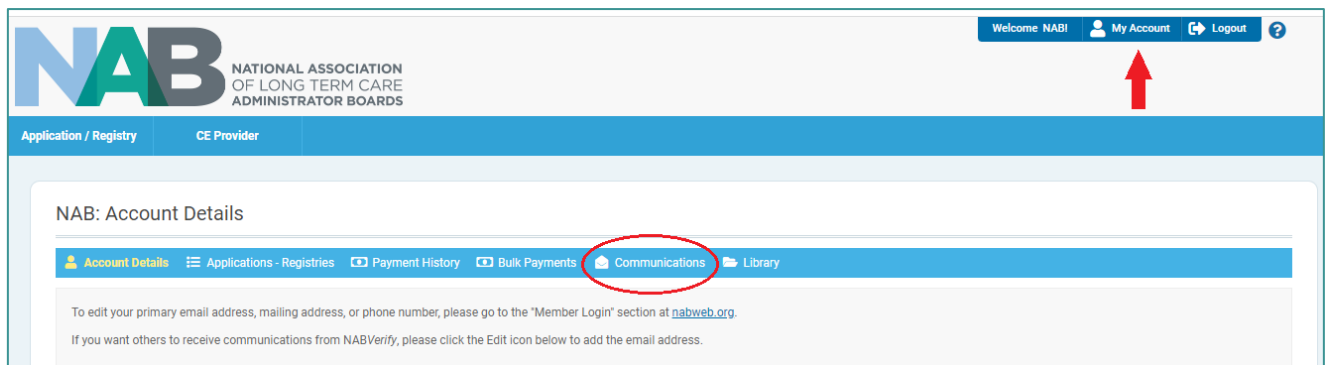 Welcome NAB! My Account Logout ?
NAB
NATIONAL ASSOCIATION
OF LONG TERM CARE
ADMINISTRATOR BOARDS
Application / Registry CE Provider
NAB: Account Details
Account Details Applications - Registries Payment History Bulk Payments Communications Library
To edit your primary email address, mailing address, or phone number, please go to the "Member Login" section at nabweb.org.
If you want others to receive communications from NABVerify, please click the Edit icon below to add the email address.